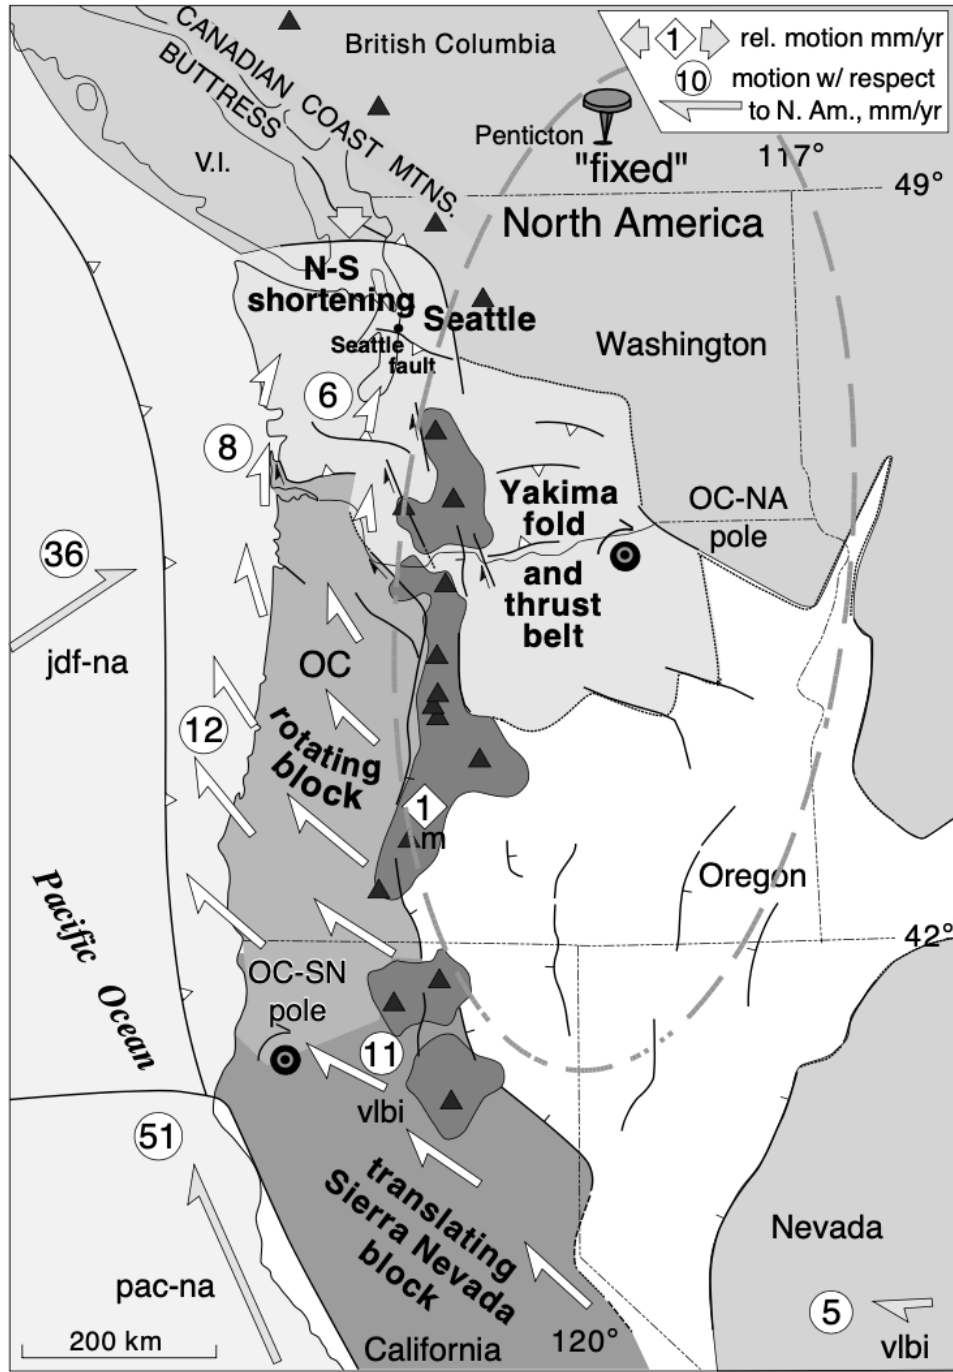 CANADIAN COAST MTNS.
BUTTRESS
British Columbia
1 rel. motion mm/yr
10 motion w/ respect
to N. Am., mm/yr
V.I.
Penticton
"fixed"
117°
49°
North America
N-S
shortening
Seattle
Seattle
fault
Washington
6
8
Yakima
fold
and
thrust
belt
OC-NA
pole
36
jdf-na
OC
12
rotating
block
1
m
Oregon
Pacific Ocean
42°
OC-SN
pole
11
vlbi
51
translating
Sierra Nevada
block
Nevada
pac-na
5
vlbi
200 km
California
120°